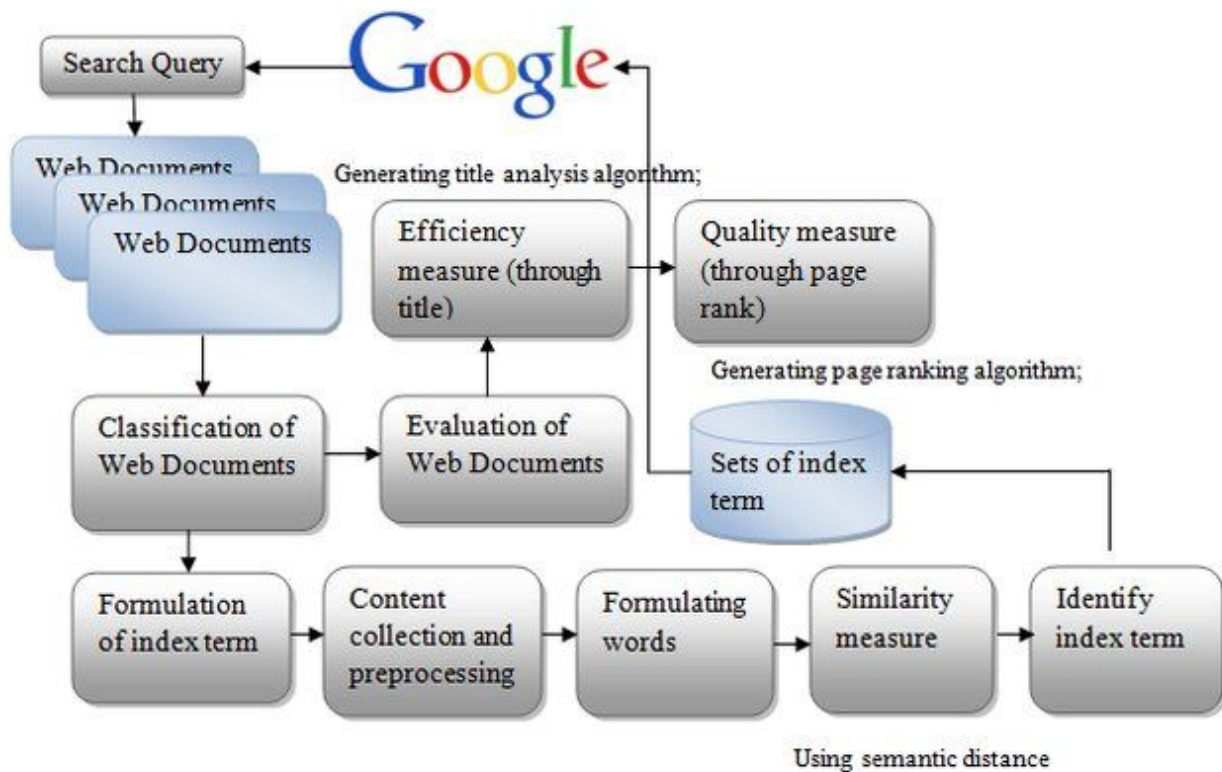 Google
Search Query
Web Documents
Web Documents
Web Documents
Generating title analysis algorithm;
Efficiency
measure (through
title)
Quality measure
(through page
rank)
Generating page ranking algorithm;
Classification of
Web Documents
Evaluation of
Web Documents
Sets of index
term
Formulation
of index term
Content
collection and
preprocessing
Formulating
words
Similarity
measure
Identify
index term
Using semantic distance